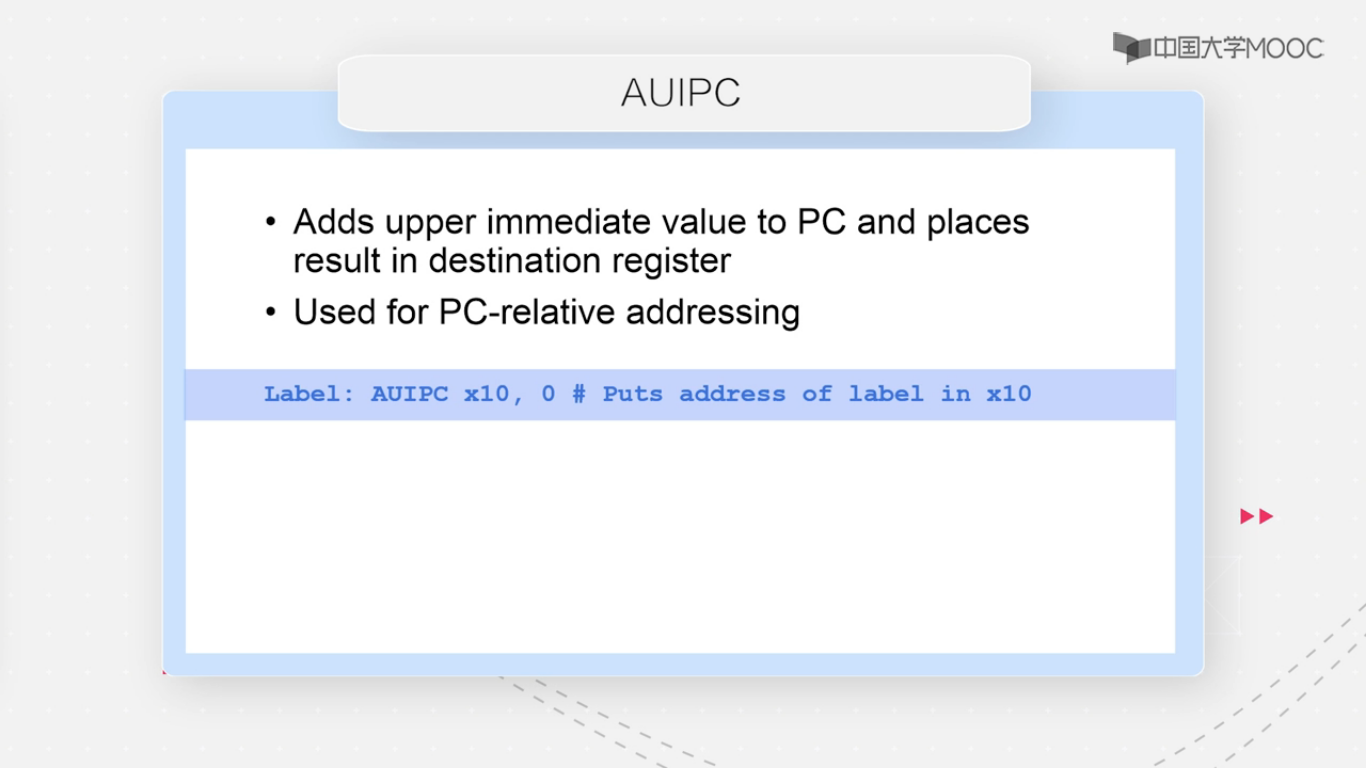 中国大学MOOC
AUIPC
• Adds upper immediate value to PC and places
result in destination register
• Used for PC-relative addressing
Label: AUIPC x10, 0 # Puts address of label in x10